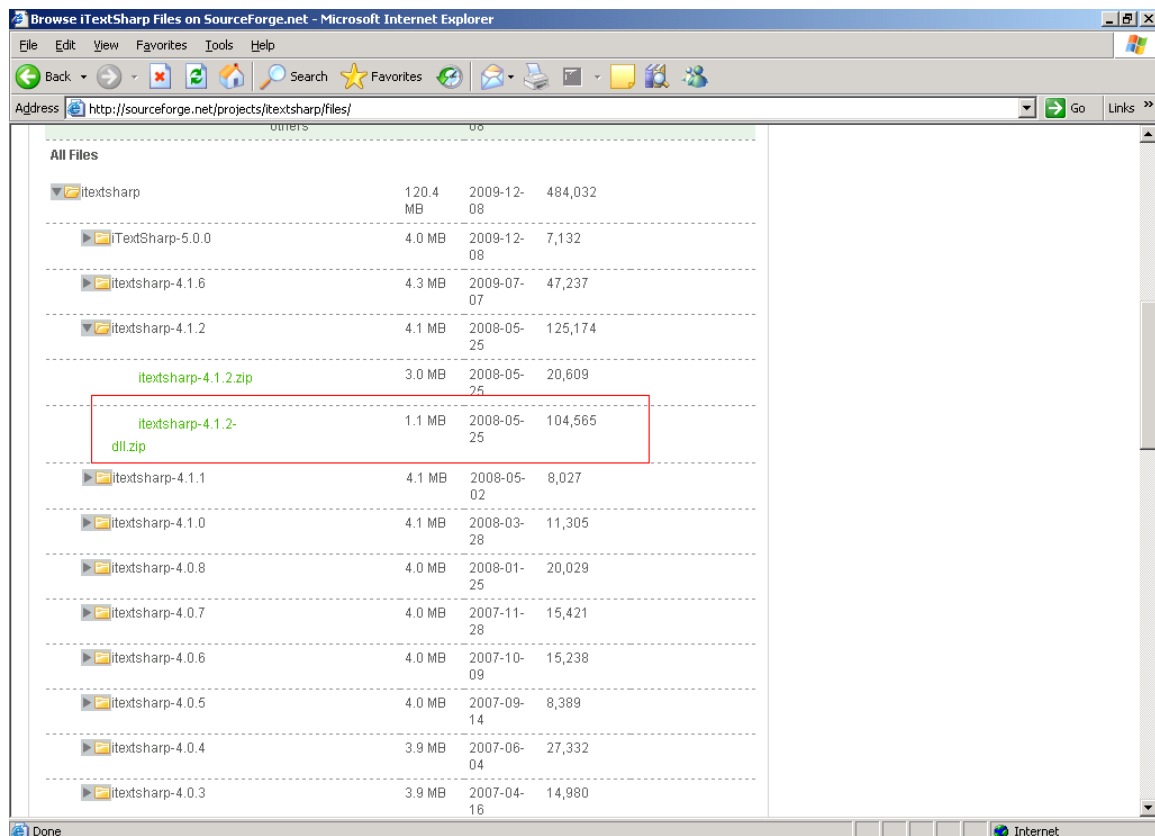 Browse iTextSharp Files on SourceForge.net - Microsoft Internet Explorer
File Edit View Favorites Tools Help
Back Search Favorites
Address http://sourceforge.net/projects/itextsharp/files/ Go Links »
others 08
All Files
itextsharp 120.4 2009-12- 484,032
MB 08
iTextSharp-5.0.0 4.0 MB 2009-12- 7,132
08
itextsharp-4.1.6 4.3 MB 2009-07- 47,237
07
itextsharp-4.1.2 4.1 MB 2008-05- 125,174
25
itextsharp-4.1.2.zip 3.0 MB 2008-05- 20,609
25
itextsharp-4.1.2- 1.1 MB 2008-05- 104,565
dll.zip 25
itextsharp-4.1.1 4.1 MB 2008-05- 8,027
02
itextsharp-4.1.0 4.1 MB 2008-03- 11,305
28
itextsharp-4.0.8 4.0 MB 2008-01- 20,029
25
itextsharp-4.0.7 4.0 MB 2007-11- 15,421
28
itextsharp-4.0.6 4.0 MB 2007-10- 15,238
09
itextsharp-4.0.5 4.0 MB 2007-09- 8,389
14
itextsharp-4.0.4 3.9 MB 2007-06- 27,332
04
itextsharp-4.0.3 3.9 MB 2007-04- 14,980
16
Done Internet